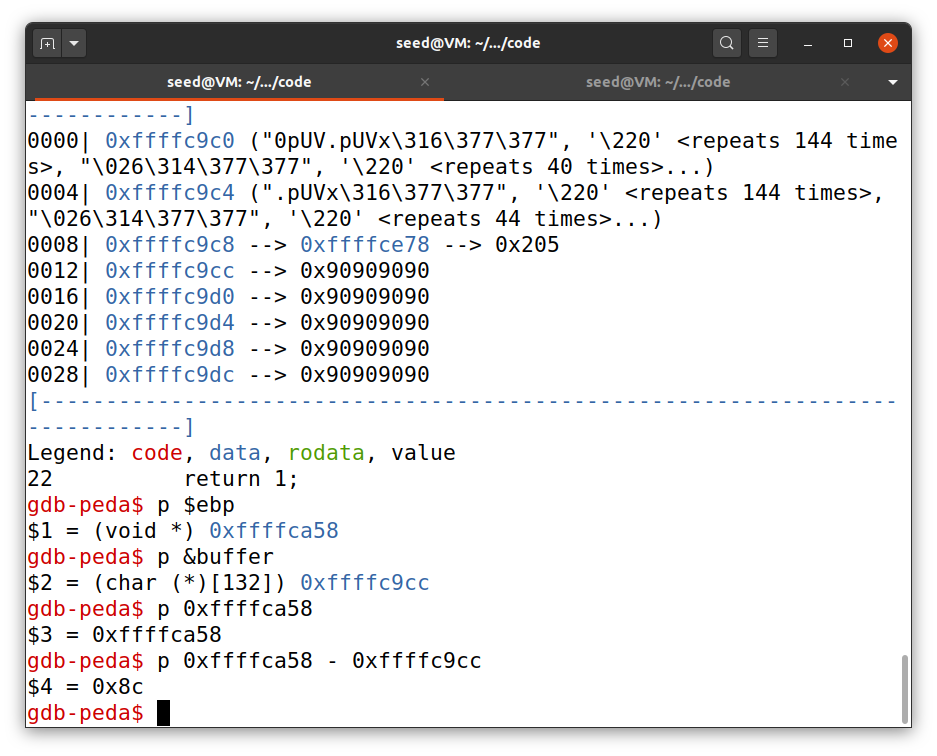 seed@VM: ~/.../code
seed@VM: ~/.../code
seed@VM: ~/.../code
------------]
0000| 0xffffc9c0 ("0pUV.pUVx\316\377\377", '\220' <repeats 144 time
s>, "\026\314\377\377", '\220' <repeats 40 times>...)
0004| 0xffffc9c4 (".pUVx\316\377\377", '\220' <repeats 144 times>,
"\026\314\377\377", '\220' <repeats 44 times>...)
0008| 0xffffc9c8 --> 0xffffce78 --> 0x205
0012| 0xffffc9cc --> 0x90909090
0016| 0xffffc9d0 --> 0x90909090
0020| 0xffffc9d4 --> 0x90909090
0024| 0xffffc9d8 --> 0x90909090
0028| 0xffffc9dc --> 0x90909090
[------------------------------------------------------------------
------------]
Legend: code, data, rodata, value
22          return 1;
gdb-peda$ p $ebp
$1 = (void *) 0xffffca58
gdb-peda$ p &buffer
$2 = (char (*)[132]) 0xffffc9cc
gdb-peda$ p 0xffffca58
$3 = 0xffffca58
gdb-peda$ p 0xffffca58 - 0xffffc9cc
$4 = 0x8c
gdb-peda$